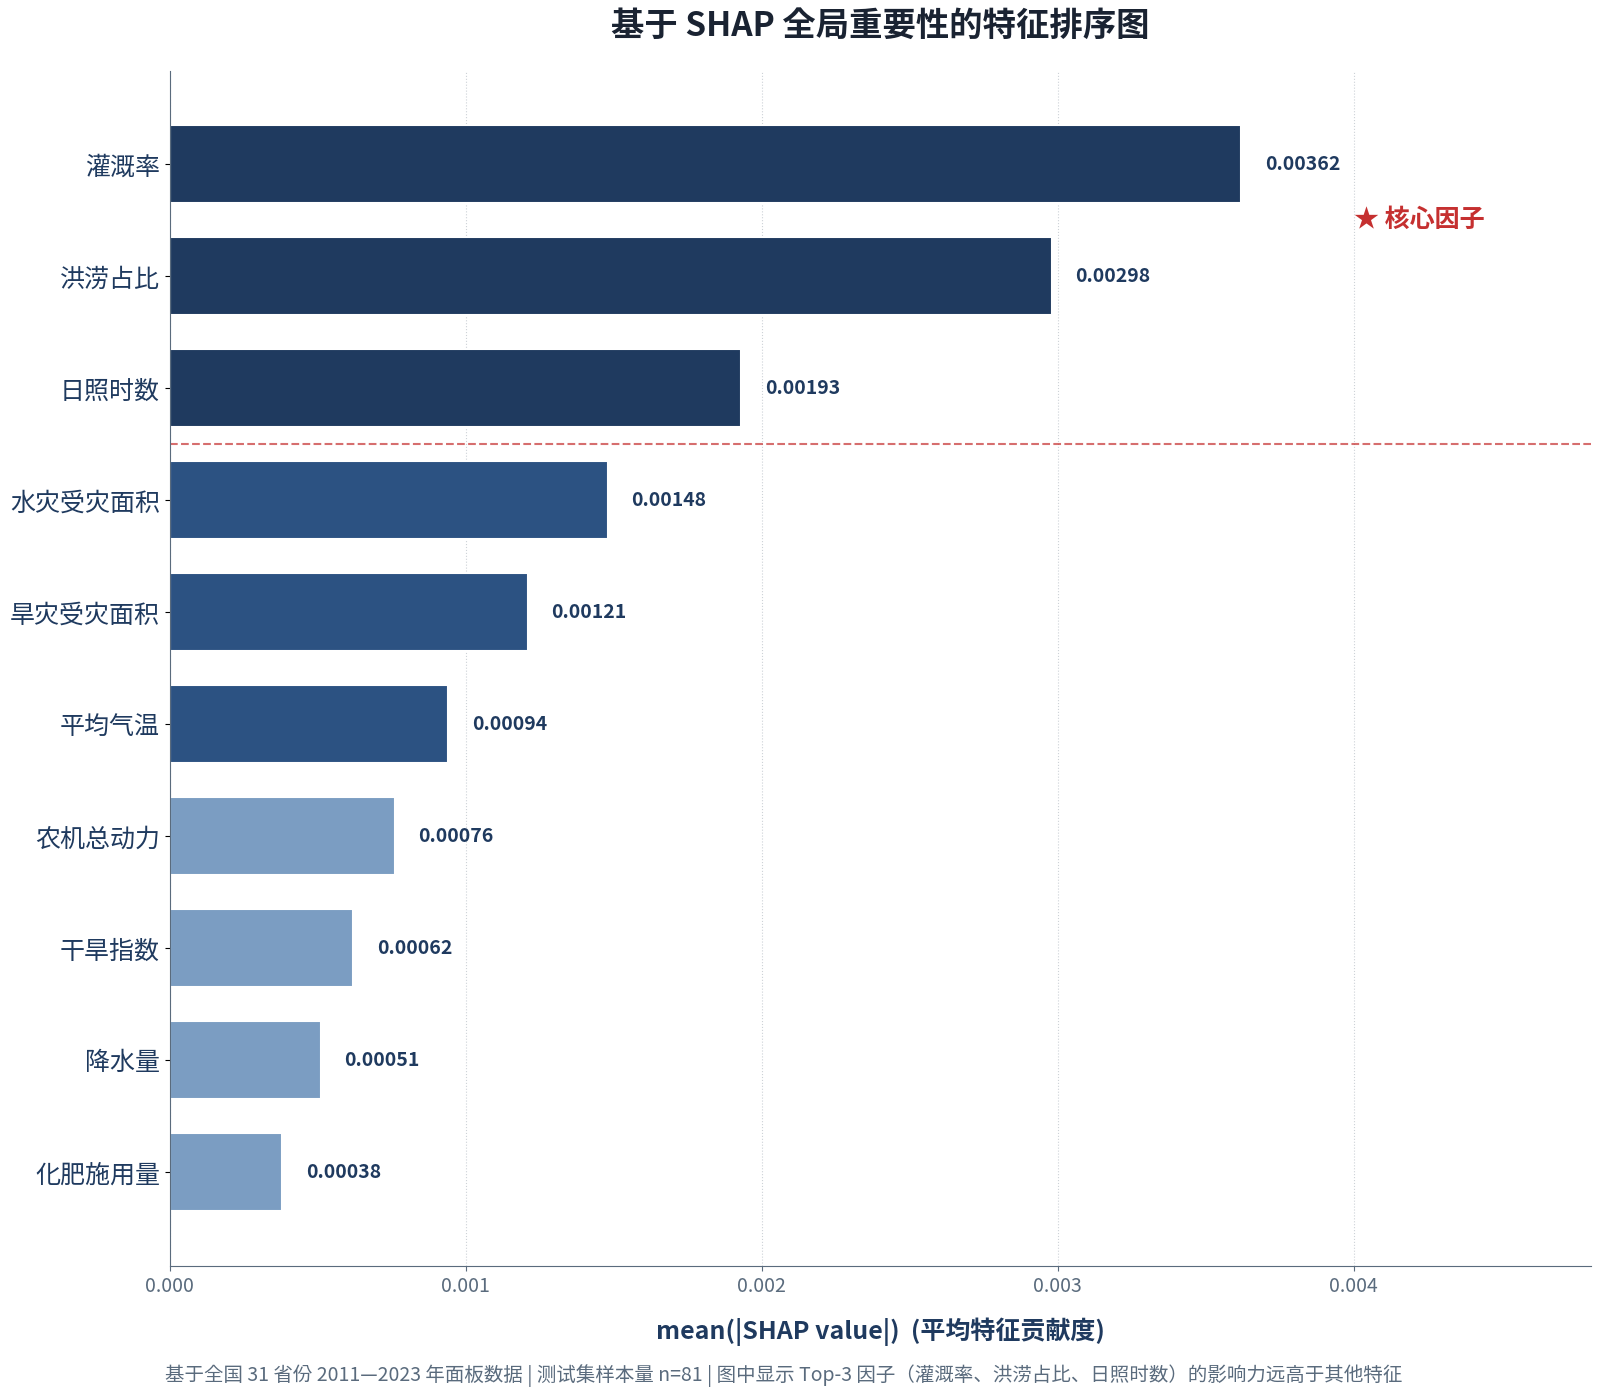 基于 SHAP 全局重要性的特征排序图
灌溉率
0.00362
★ 核心因子
洪涝占比
0.00298
日照时数
0.00193
水灾受灾面积
0.00148
旱灾受灾面积
0.00121
平均气温
0.00094
农机总动力
0.00076
干旱指数
0.00062
降水量
0.00051
化肥施用量
0.00038
0.000 0.001 0.002 0.003 0.004
mean(|SHAP value|) (平均特征贡献度)
基于全国 31 省份 2011—2023 年面板数据 | 测试集样本量 n=81 | 图中显示 Top-3 因子（灌溉率、洪涝占比、日照时数）的影响力远高于其他特征